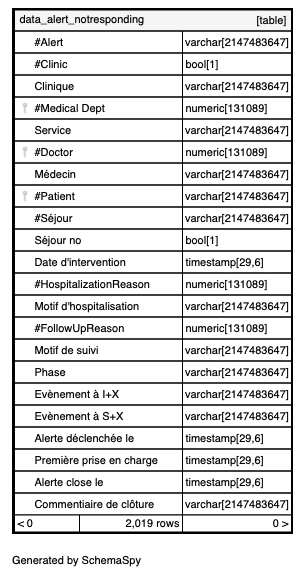 data_alert_notresponding [table]
#Alert varchar[2147483647]
#Clinic bool[1]
Clinique varchar[2147483647]
#Medical Dept numeric[131089]
Service varchar[2147483647]
#Doctor numeric[131089]
Médecin varchar[2147483647]
#Patient varchar[2147483647]
#Séjour varchar[2147483647]
Séjour no bool[1]
Date d'intervention timestamp[29,6]
#HospitalizationReason numeric[131089]
Motif d'hospitalisation varchar[2147483647]
#FollowUpReason numeric[131089]
Motif de suivi varchar[2147483647]
Phase varchar[2147483647]
Evènement à I+X varchar[2147483647]
Evènement à S+X varchar[2147483647]
Alerte déclenchée le timestamp[29,6]
Première prise en charge timestamp[29,6]
Alerte close le timestamp[29,6]
Commentiaire de clôture varchar[2147483647]
< 0 2,019 rows 0 >
Generated by SchemaSpy